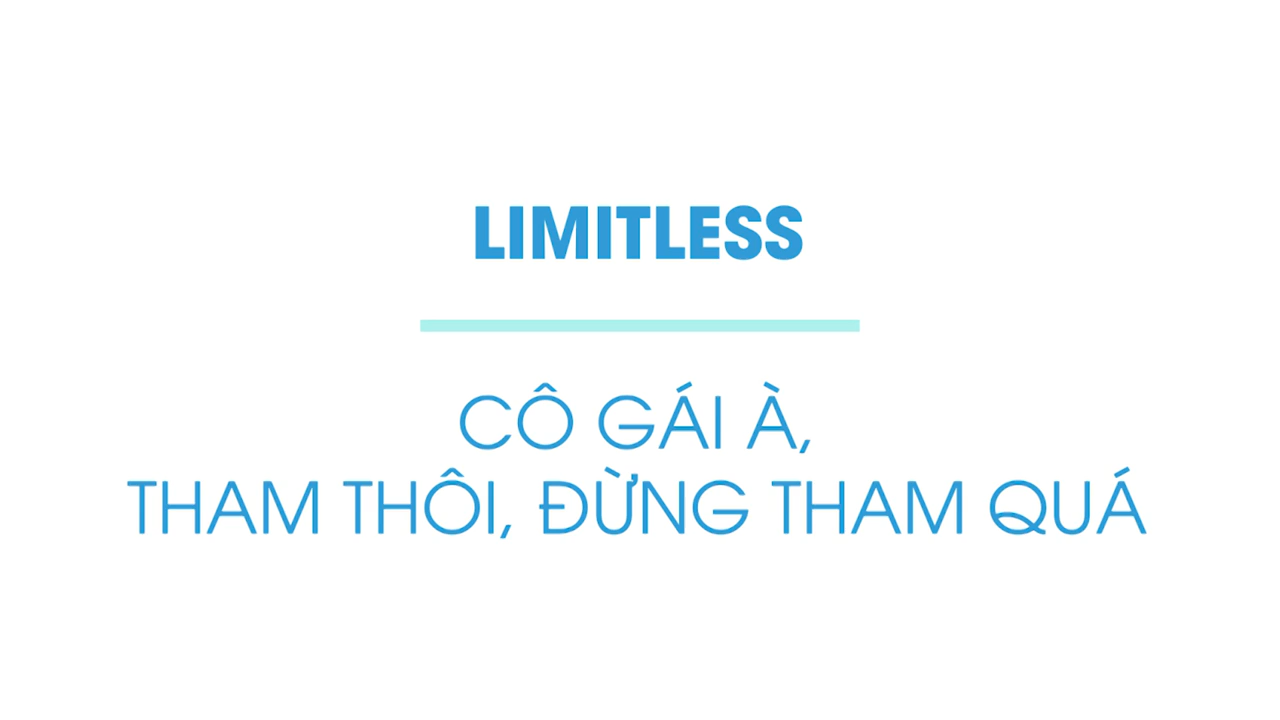 LIMITLESS
CÔ GÁI À,
THAM THÔI, ĐỪNG THAM QUÁ